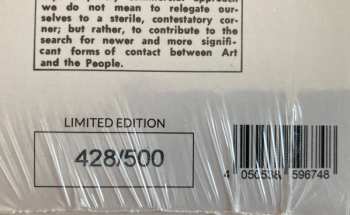 we do not mean to relegate our-
selves to a sterile, contestatory cor-
ner; but rather, to contribute to the
search for newer and more signifi-
cant forms of contact between Art
and the People.
LIMITED EDITION
428/500
4 056538 596748